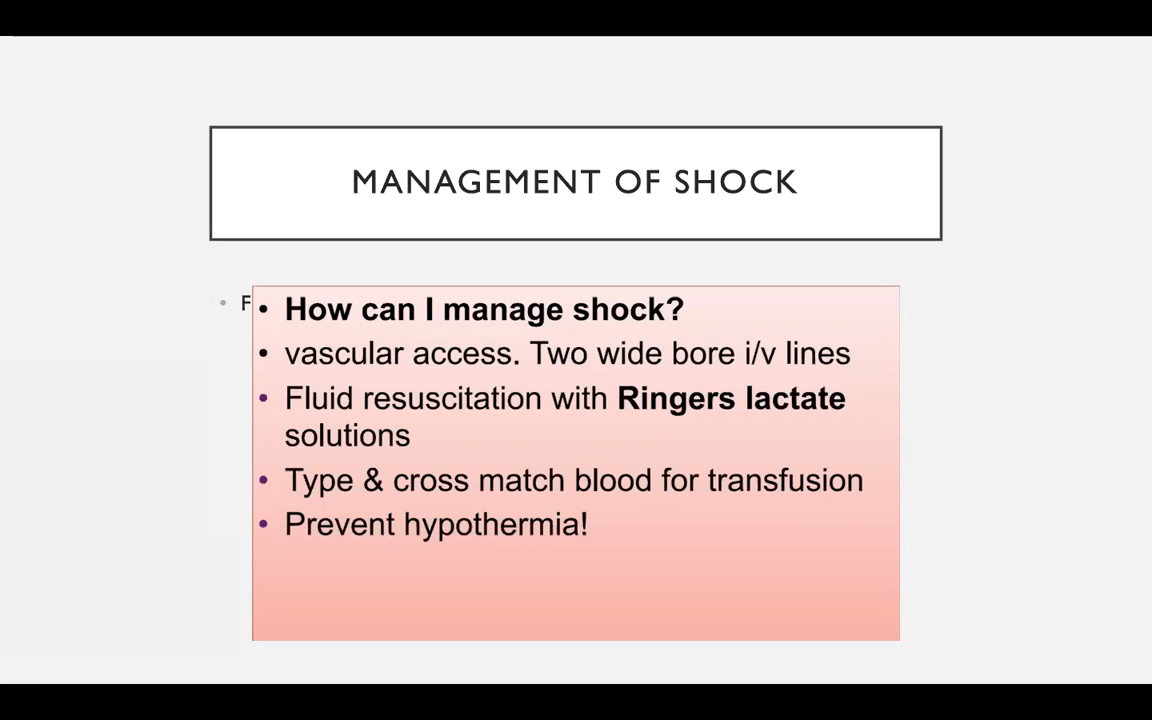 MANAGEMENT OF SHOCK
• F
• How can I manage shock?
• vascular access. Two wide bore i/v lines
• Fluid resuscitation with Ringers lactate
solutions
• Type & cross match blood for transfusion
• Prevent hypothermia!